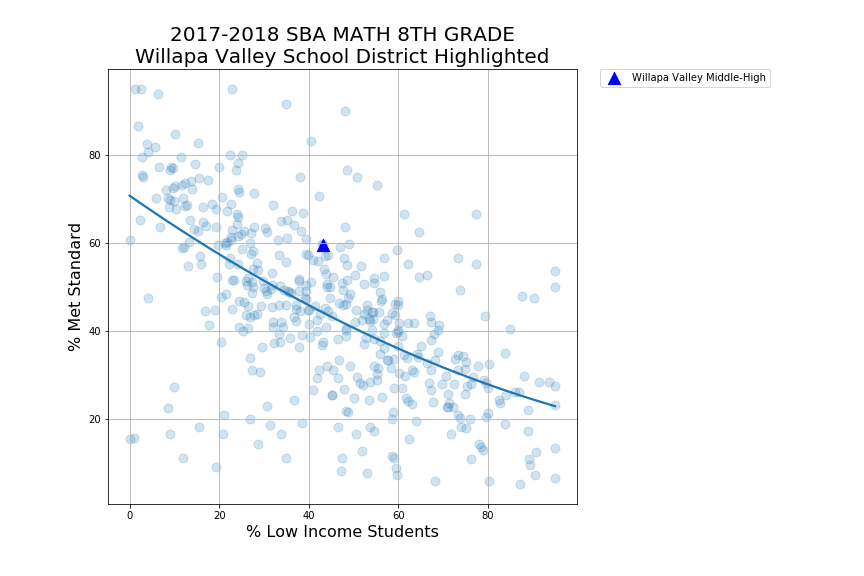 2017-2018 SBA MATH 8TH GRADE
Willapa Valley School District Highlighted
Willapa Valley Middle-High
% Met Standard
80
60
40
20
0
20
40
60
80
% Low Income Students